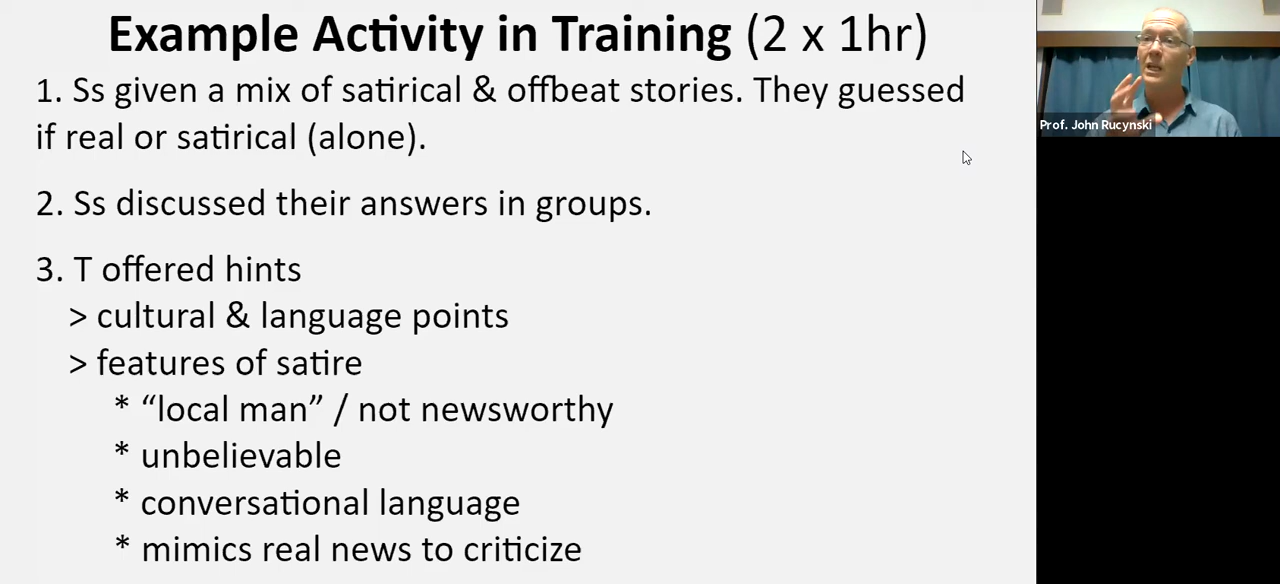 Example Activity in Training (2 x 1hr)
1. Ss given a mix of satirical & offbeat stories. They guessed
if real or satirical (alone).
2. Ss discussed their answers in groups.
3. T offered hints
> cultural & language points
> features of satire
* “local man” / not newsworthy
* unbelievable
* conversational language
* mimics real news to criticize
Prof. John Rucynski